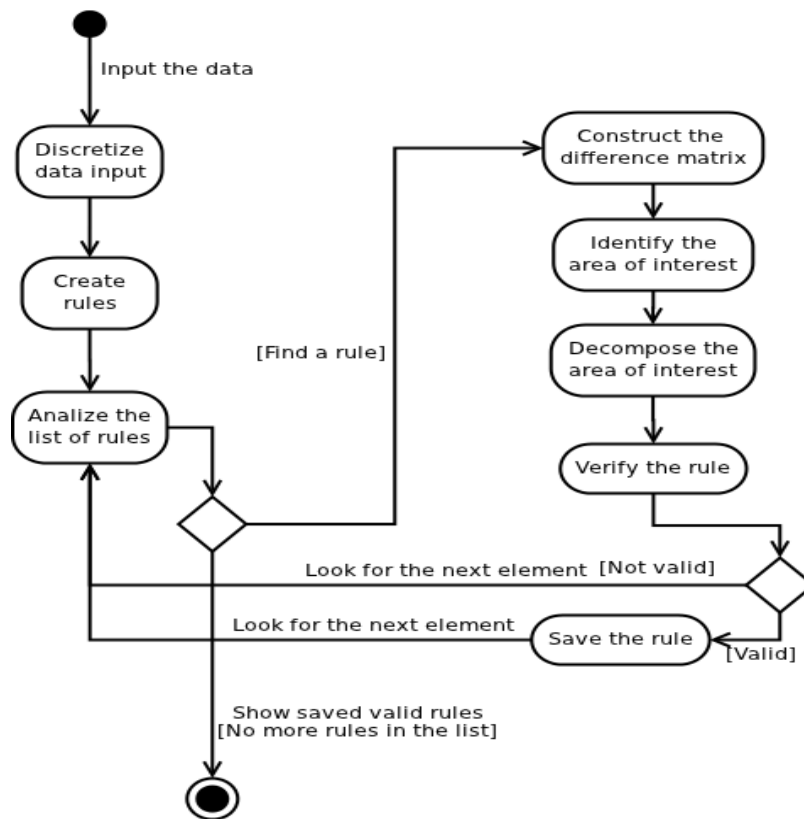 Input the data
Discretize
data input
Create
rules
Analize the
list of rules
[Find a rule]
Construct the
difference matrix
Identify the
area of interest
Decompose the
area of interest
Verify the rule
Look for the next element
[Not valid]
Look for the next element
Save the rule
[Valid]
Show saved valid rules
[No more rules in the list]